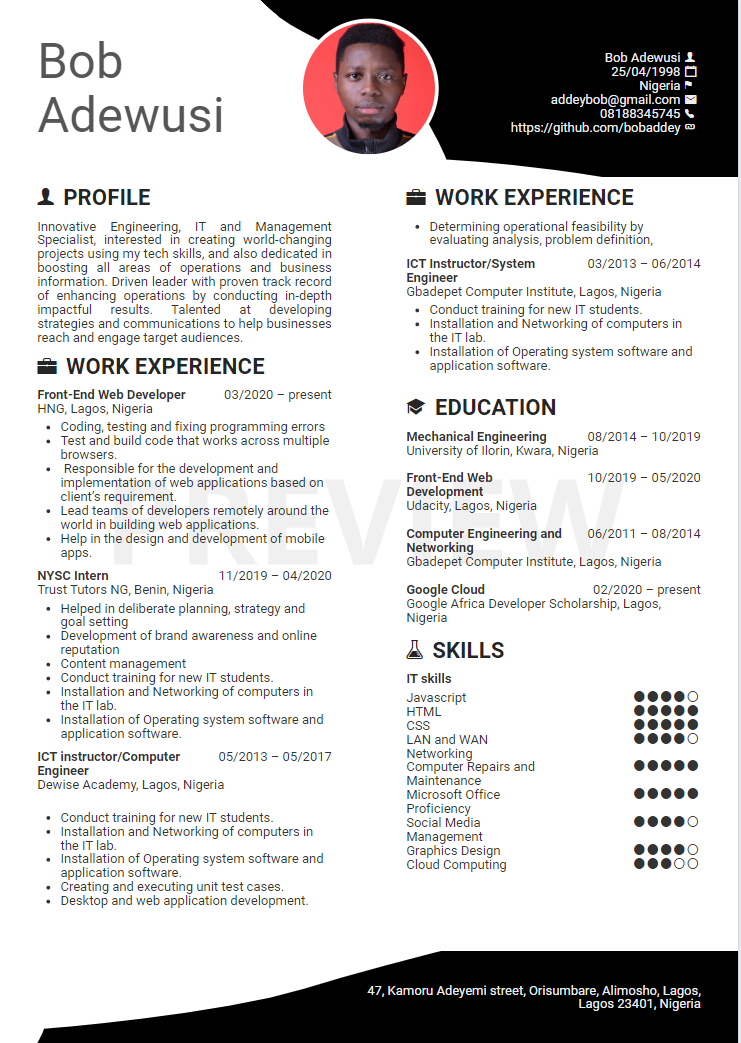 Bob
Adewusi
Bob Adewusi
25/04/1998
Nigeria
addeybob@gmail.com
08188345745
https://github.com/bobaddey
PROFILE
Innovative Engineering, IT and Management
Specialist, interested in creating world-changing
projects using my tech skills, and also dedicated in
boosting all areas of operations and business
information. Driven leader with proven track record
of enhancing operations by conducting in-depth
impactful results. Talented at developing
strategies and communications to help businesses
reach and engage target audiences.
WORK EXPERIENCE
Front-End Web Developer 03/2020 – present
HNG, Lagos, Nigeria
• Coding, testing and fixing programming errors
• Test and build code that works across multiple
browsers.
• Responsible for the development and
implementation of web applications based on
client’s requirement.
• Lead teams of developers remotely around the
world in building web applications.
• Help in the design and development of mobile
apps.
NYSC Intern 11/2019 – 04/2020
Trust Tutors NG, Benin, Nigeria
• Helped in deliberate planning, strategy and
goal setting
• Development of brand awareness and online
reputation
• Content management
• Conduct training for new IT students.
• Installation and Networking of computers in
the IT lab.
• Installation of Operating system software and
application software.
ICT instructor/Computer 05/2013 – 05/2017
Engineer
Dewise Academy, Lagos, Nigeria
• Conduct training for new IT students.
• Installation and Networking of computers in
the IT lab.
• Installation of Operating system software and
application software.
• Creating and executing unit test cases.
• Desktop and web application development.
WORK EXPERIENCE
• Determining operational feasibility by
evaluating analysis, problem definition,
ICT Instructor/System 03/2013 – 06/2014
Engineer
Gbadepet Computer Institute, Lagos, Nigeria
• Conduct training for new IT students.
• Installation and Networking of computers in
the IT lab.
• Installation of Operating system software and
application software.
EDUCATION
Mechanical Engineering 08/2014 – 10/2019
University of Ilorin, Kwara, Nigeria
Front-End Web 10/2019 – 05/2020
Development
Udacity, Lagos, Nigeria
Computer Engineering and 06/2011 – 08/2014
Networking
Gbadepet Computer Institute, Lagos, Nigeria
Google Cloud 02/2020 – present
Google Africa Developer Scholarship, Lagos,
Nigeria
SKILLS
IT skills
Javascript
HTML
CSS
LAN and WAN
Networking
Computer Repairs and
Maintenance
Microsoft Office
Proficiency
Social Media
Management
Graphics Design
Cloud Computing
PREVIEW
47, Kamoru Adeyemi street, Orisumbare, Alimosho, Lagos,
Lagos 23401, Nigeria